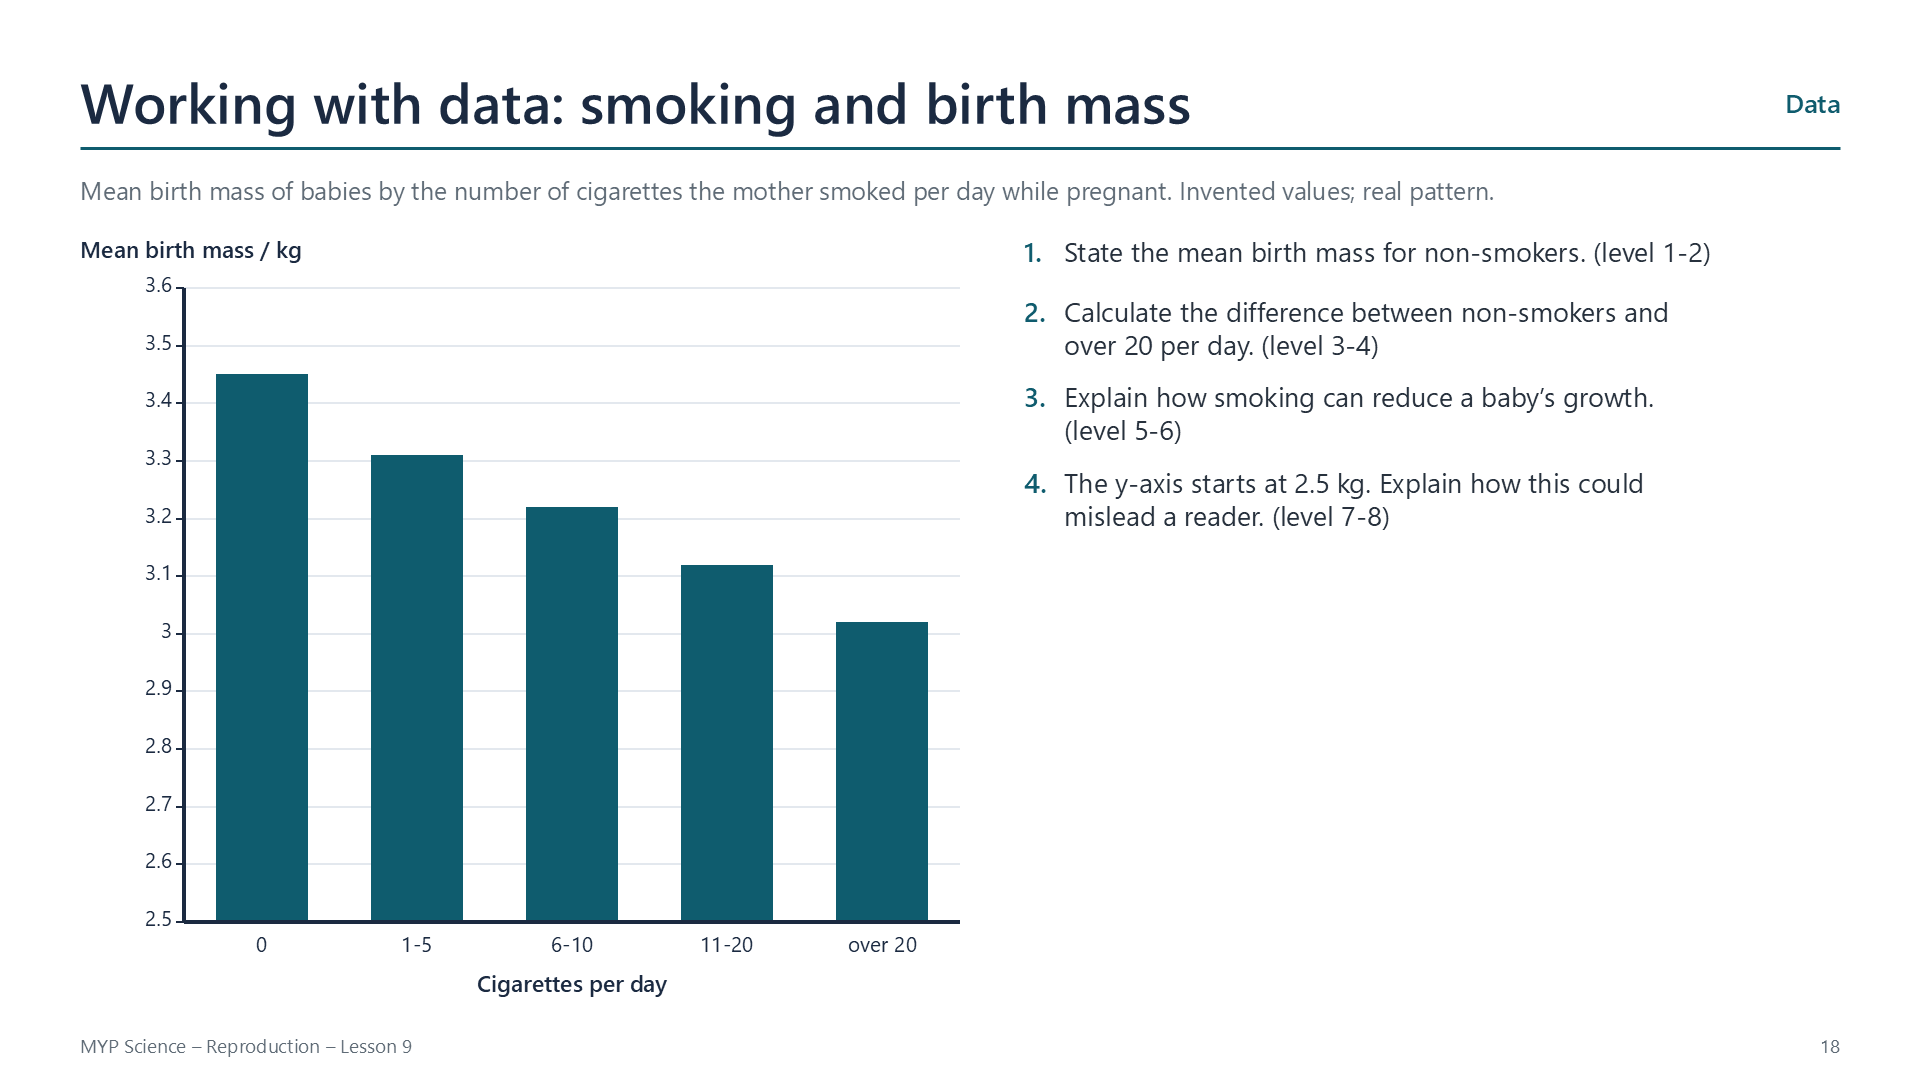 Working with data: smoking and birth mass
Data
Mean birth mass of babies by the number of cigarettes the mother smoked per day while pregnant. Invented values; real pattern.
Mean birth mass / kg
3.6
3.5
3.4
3.3
3.2
3.1
3
2.9
2.8
2.7
2.6
2.5
0
1-5
6-10
11-20
over 20
Cigarettes per day
1. State the mean birth mass for non-smokers. (level 1-2)
2. Calculate the difference between non-smokers and
over 20 per day. (level 3-4)
3. Explain how smoking can reduce a baby’s growth.
(level 5-6)
4. The y-axis starts at 2.5 kg. Explain how this could
mislead a reader. (level 7-8)
MYP Science – Reproduction – Lesson 9
18